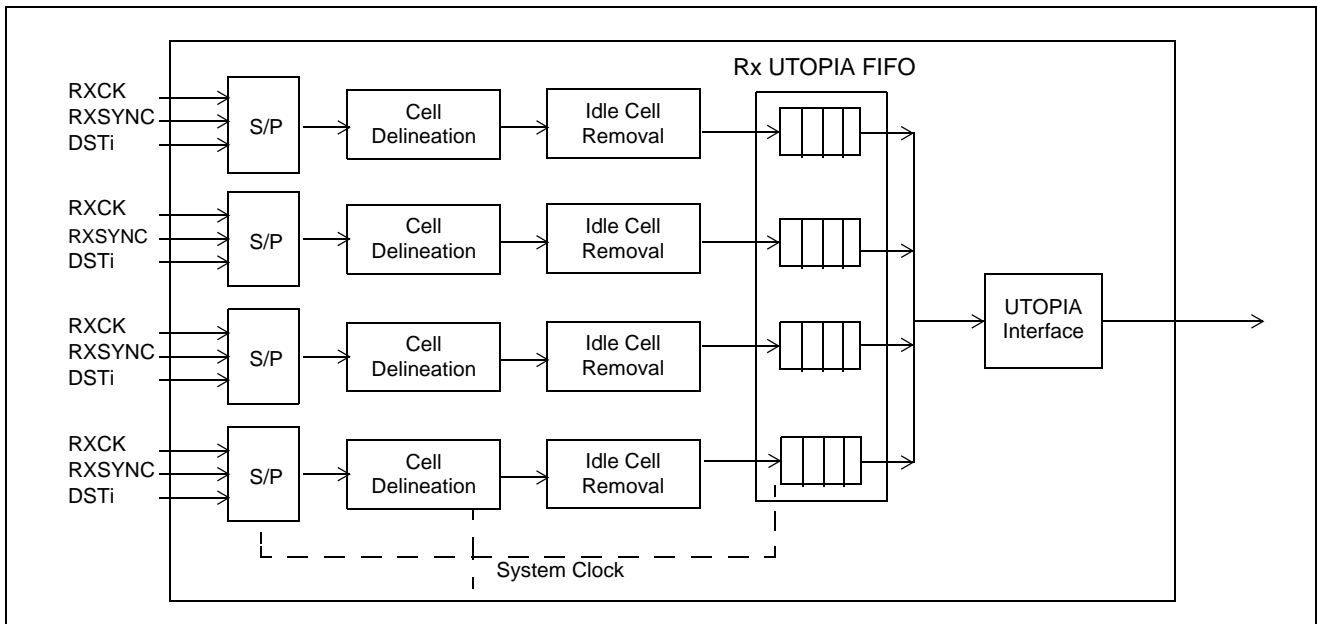 Rx UTOPIA FIFO
RXCK
RXSYNC
DSTi
S/P
Cell
Delineation
Idle Cell
Removal
RXCK
RXSYNC
DSTi
S/P
Cell
Delineation
Idle Cell
Removal
UTOPIA
Interface
RXCK
RXSYNC
DSTi
S/P
Cell
Delineation
Idle Cell
Removal
RXCK
RXSYNC
DSTi
S/P
Cell
Delineation
Idle Cell
Removal
System Clock